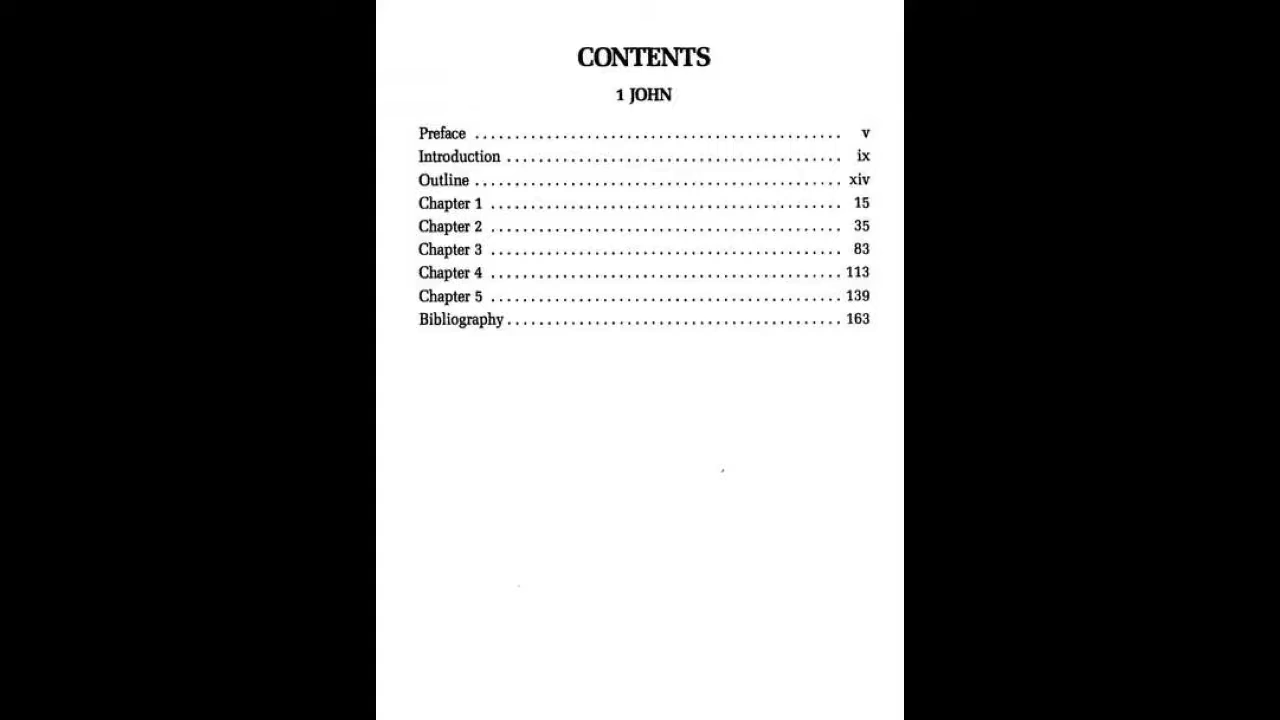 CONTENTS
1 JOHN
Preface ............................................. v
Introduction ......................................... ix
Outline ............................................. xiv
Chapter 1 ........................................... 15
Chapter 2 ........................................... 35
Chapter 3 ........................................... 83
Chapter 4 ........................................... 113
Chapter 5 ........................................... 139
Bibliography ......................................... 163